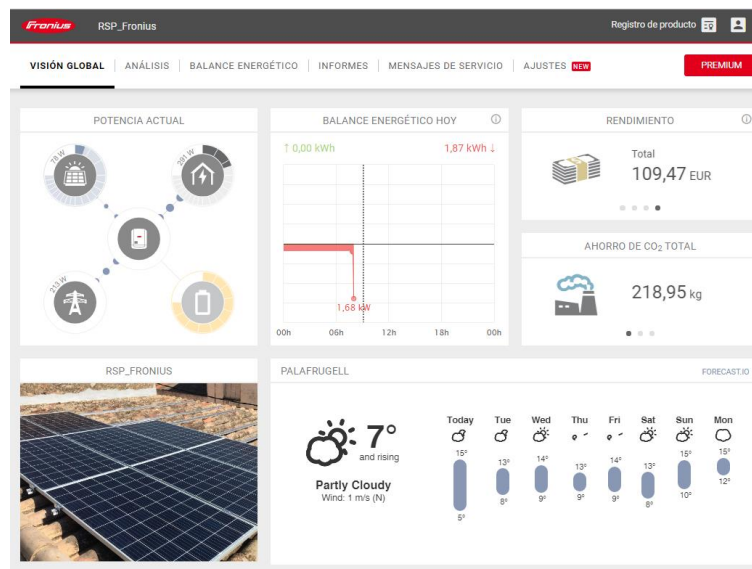 Fronius RSP_Fronius Registro de producto
VISIÓN GLOBAL ANÁLISIS BALANCE ENERGÉTICO INFORMES MENSAJES DE SERVICIO AJUSTES NEW PREMIUM
POTENCIA ACTUAL
78 W
291 W
213 W
BALANCE ENERGÉTICO HOY
↑ 0,00 kWh 1,87 kWh ↓
1,68 kW
00h 06h 12h 18h 00h
RENDIMIENTO
Total
109,47 EUR
AHORRO DE CO₂ TOTAL
218,95 kg
RSP_FRONIUS
PALAFRUGELL FORECAST.IO
7°
and rising
Partly Cloudy
Wind: 1 m/s (N)
Today Tue Wed Thu Fri Sat Sun Mon
15° 13° 14° 13° 14° 13° 15° 15°
5° 8° 9° 9° 9° 8° 10° 12°